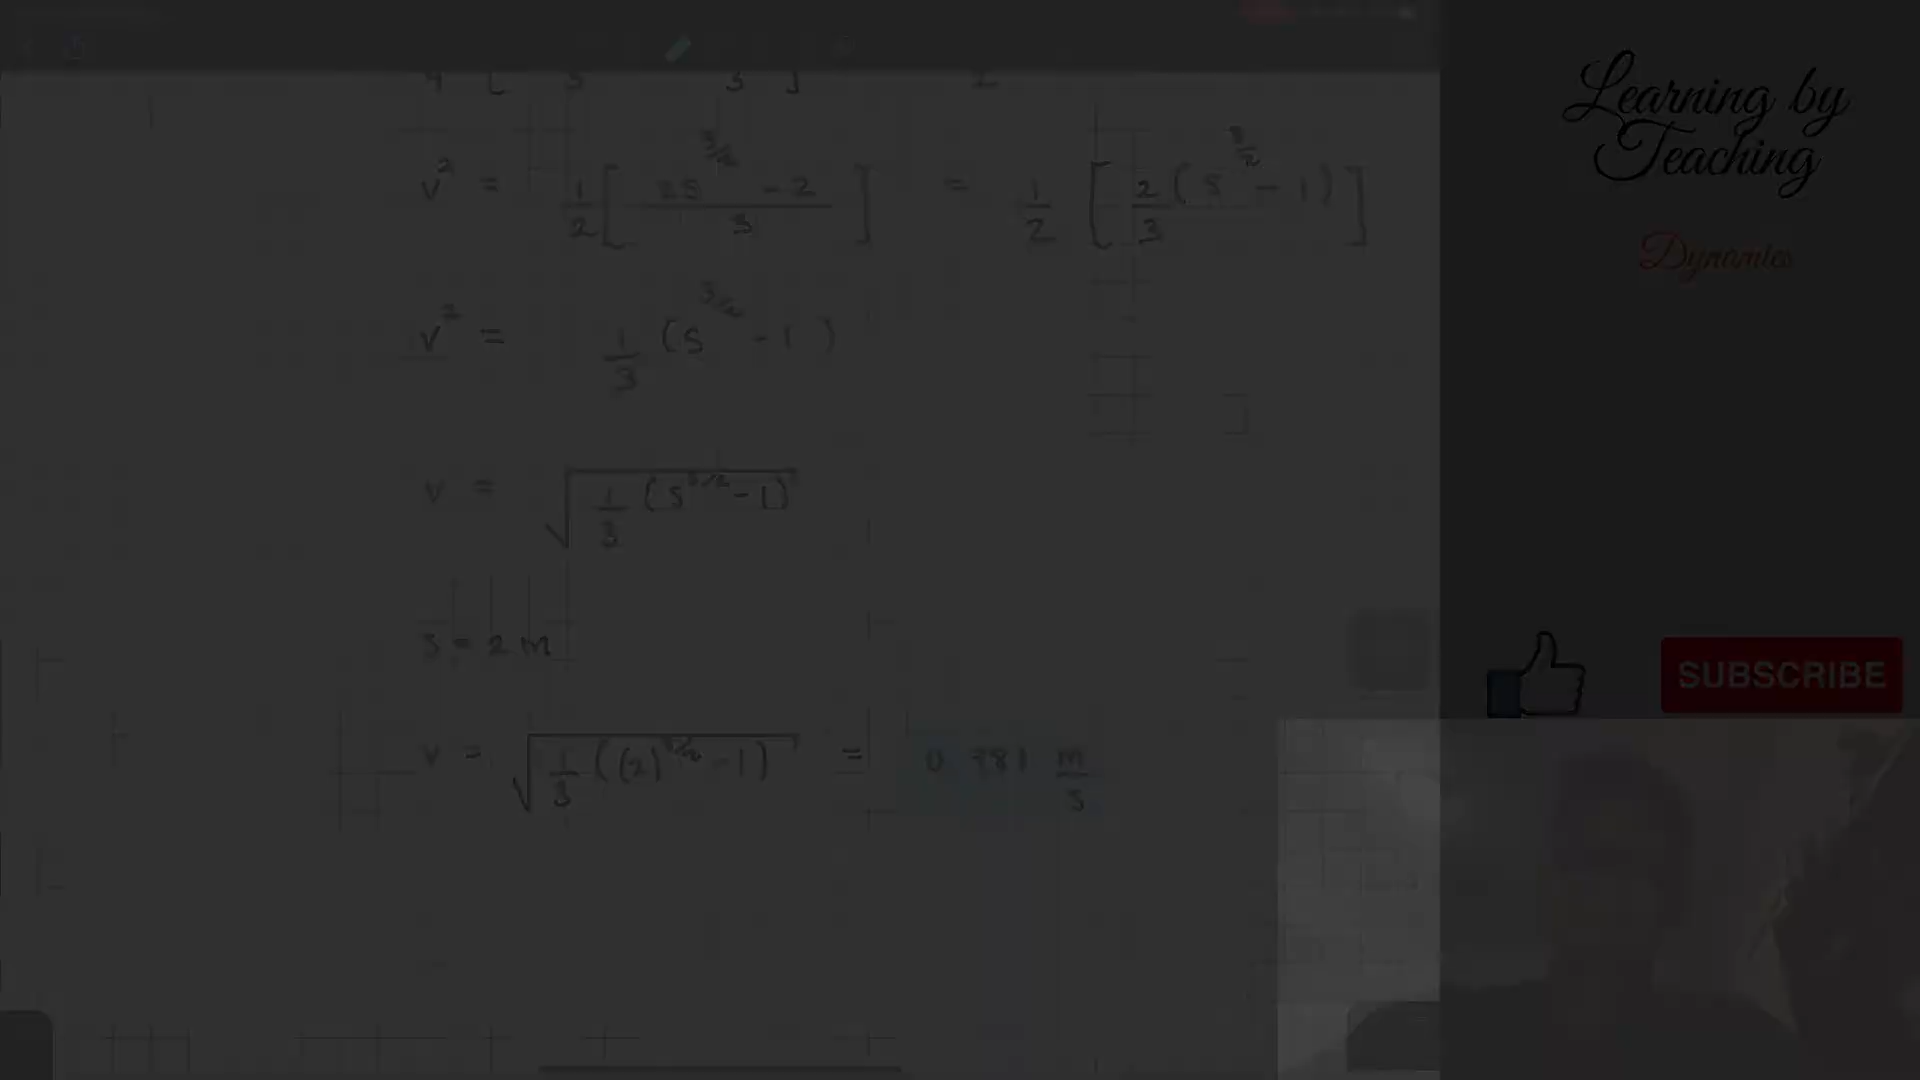 v² = 1/2 [ (2s^(3/2) - 2) / 3 ] = 1/2 [ 2/3 (s^(3/2) - 1) ]
v² = 1/3 (s^(3/2) - 1)
v = √(1/3 (s^(3/2) - 1))
s = 2 m
v = √(1/3 ((2)^(3/2) - 1)) = 0.781 m/s
Learning by
Teaching
Dynamics
SUBSCRIBE